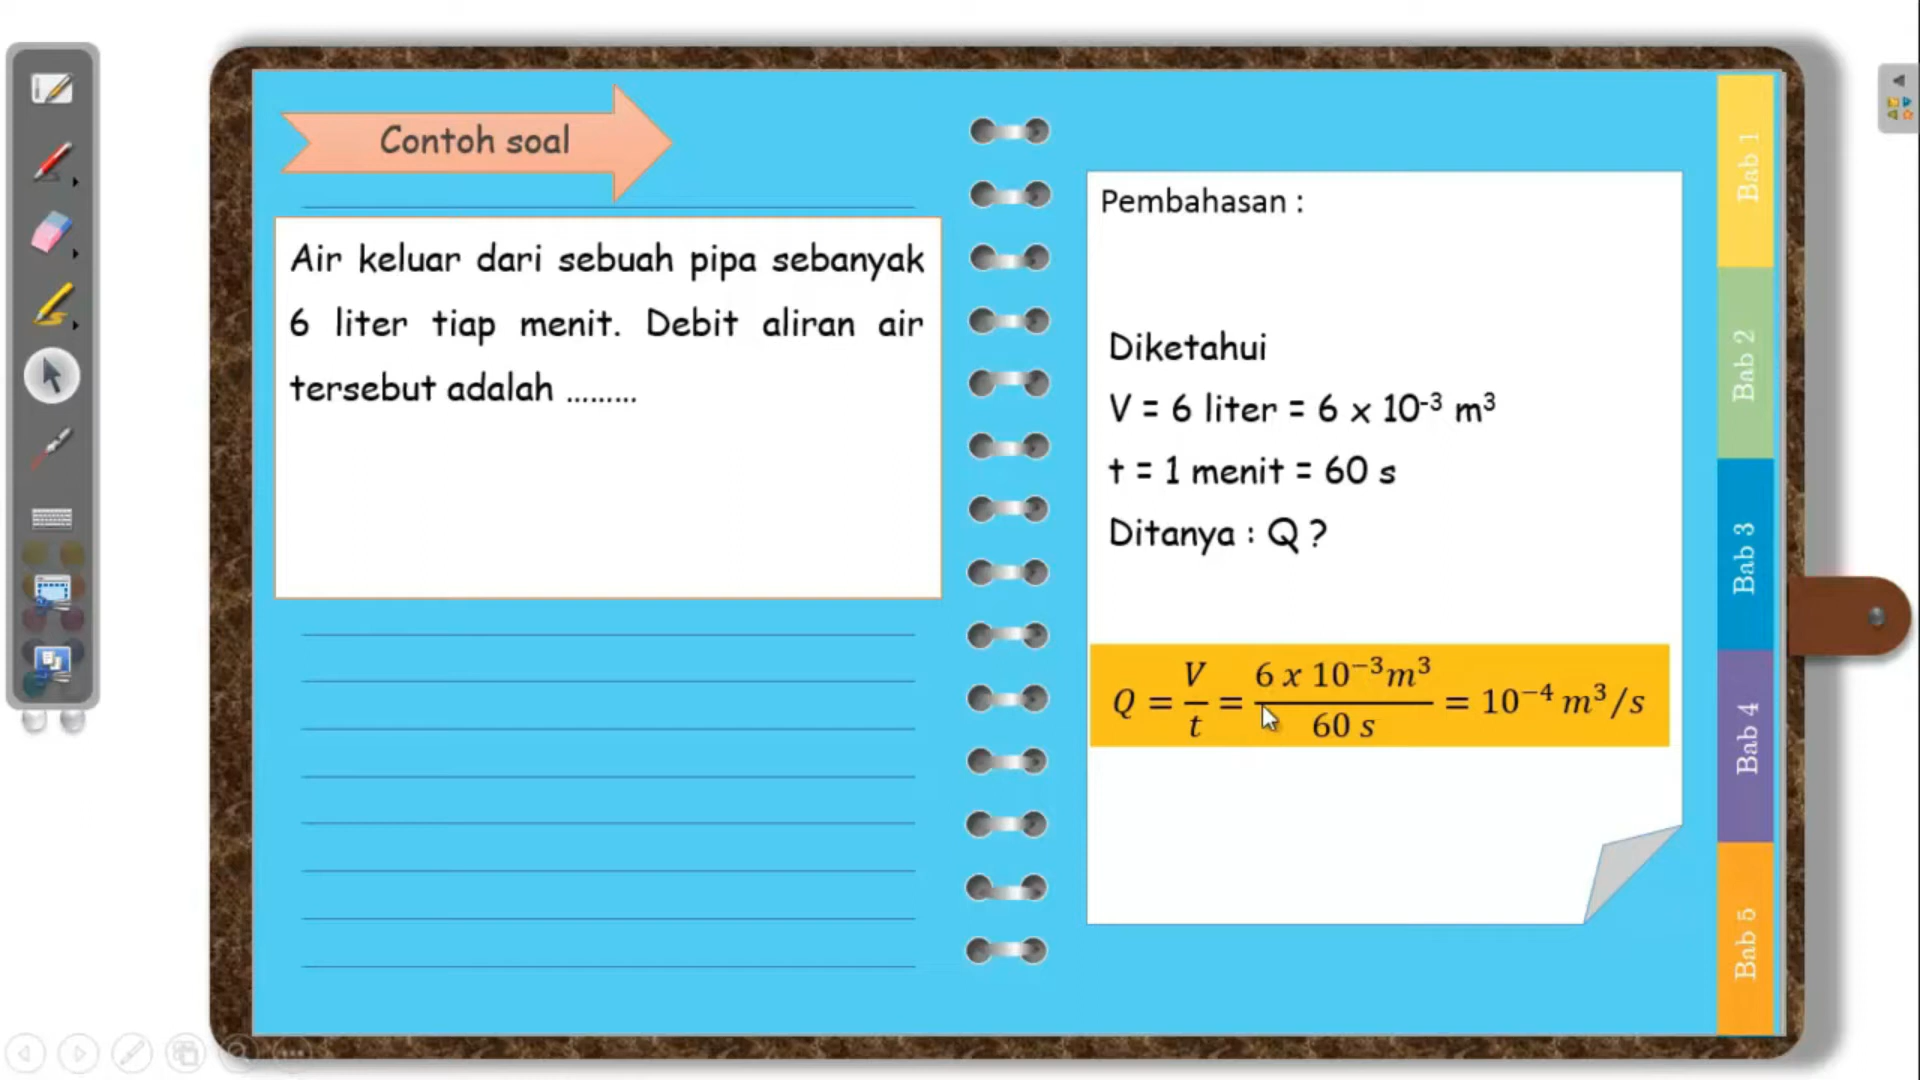 Contoh soal
Air keluar dari sebuah pipa sebanyak
6 liter tiap menit. Debit aliran air
tersebut adalah .........
Pembahasan :
Diketahui
V = 6 liter = 6 x 10⁻³ m³
t = 1 menit = 60 s
Ditanya : Q ?
Q = V/t = 6 x 10⁻³m³/60 s = 10⁻⁴ m³/s
Bab 1
Bab 2
Bab 3
Bab 4
Bab 5